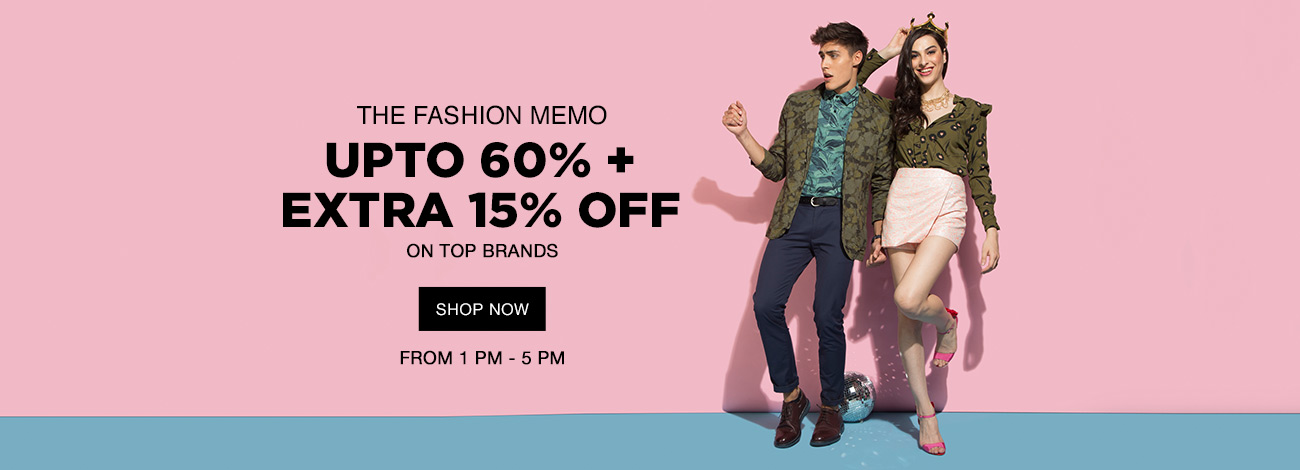 THE FASHION MEMO
UPTO 60% +
EXTRA 15% OFF
ON TOP BRANDS
SHOP NOW
FROM 1 PM - 5 PM